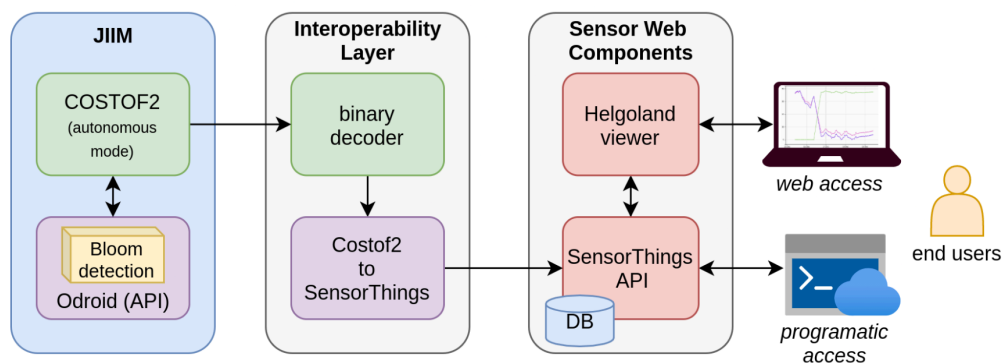 JIIM
COSTOF2
(autonomous
mode)
Bloom
detection
Odroid (API)
Interoperability
Layer
binary
decoder
Costof2
to
SensorThings
Sensor Web
Components
Helgoland
viewer
SensorThings
API
DB
web access
programatic
access
end users